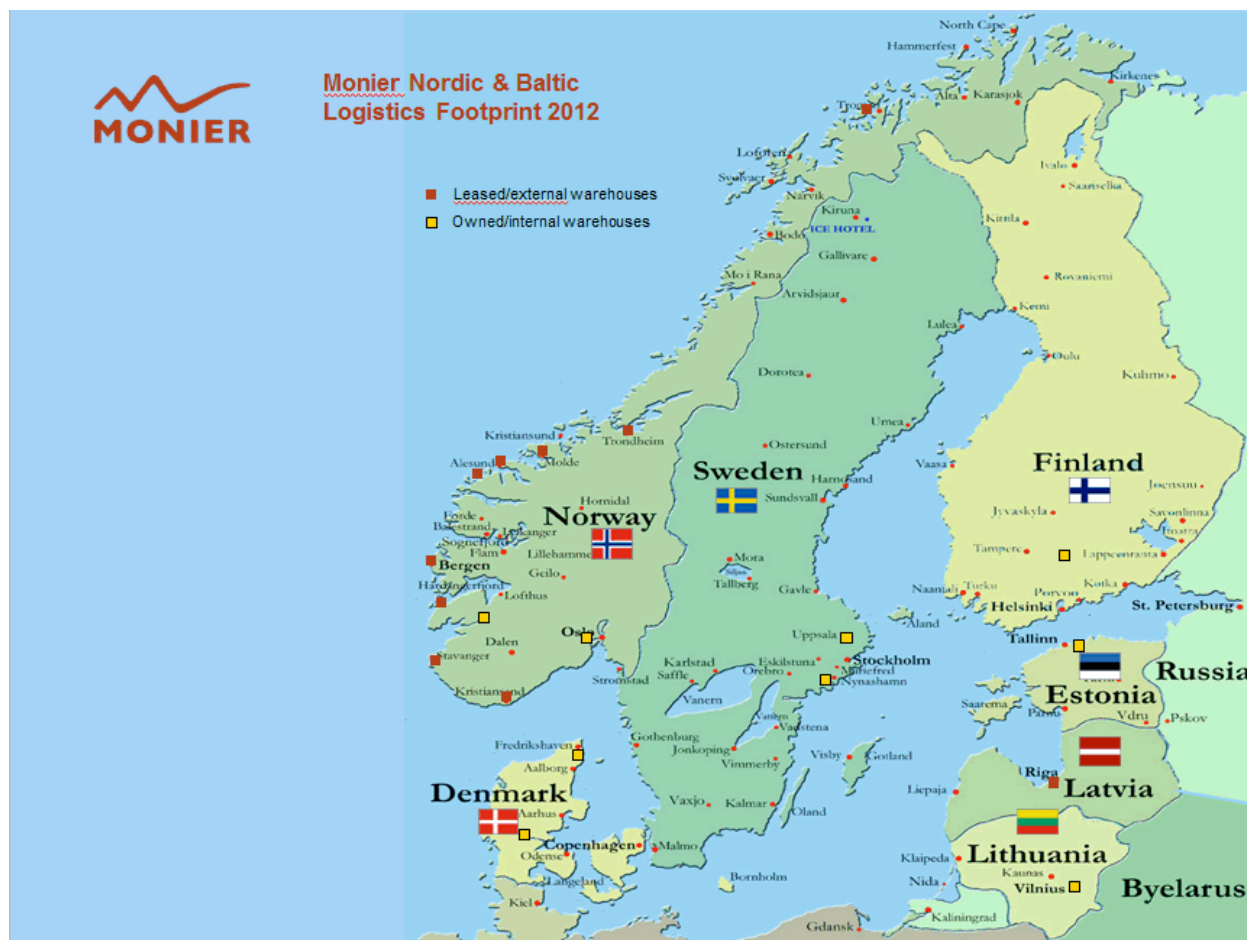 MONIER
Monier Nordic & Baltic
Logistics Footprint 2012
Leased/external warehouses
Owned/internal warehouses
North Cape
Hammerfest
Kirkenes
Alta
Karasjok
Lofoten
Svolvaer
Narvik
Ivalo
Saariselka
Kiruna
ICE HOTEL
Kittila
Bodo
Gallivare
Mo i Rana
Arvidsjaur
Rovaniemi
Kemi
Lulea
Oulu
Dorotea
Kuhmo
Umea
Kristiansund
Trondheim
Ostersund
Molde
Alesund
Vaasa
Finland
Sweden
Sundsvall
Joensuu
Hornidal
Norway
Jyvaskyla
Savonlinna
Imatra
Forde
Balestrand
Sognefjord
Flam
Lillehamme
Tampere
Lappeenranta
Bergen
Mora
Siljan
Tallberg
Geilo
Hardangerfjord
Lofthus
Gavle
Naantali
Turku
Porvoo
Kotka
Helsinki
St. Petersburg
Aland
Oslo
Uppsala
Tallinn
Dalen
Stavanger
Karlstad
Saffle
Eskilstuna
Stockholm
Orebro
Mariefred
Nynashamn
Stromstad
Russia
Estonia
Kristiansand
Vanern
Saarema
Parnu
Vdru
Pskov
Vadstena
Fredrikshaven
Gothenburg
Jonkoping
Visby
Gotland
Aalborg
Vimmerby
Riga
Latvia
Denmark
Liepaja
Aarhus
Vaxjo
Kalmar
Oland
Copenhagen
Malmo
Odense
Lithuania
Klaipeda
Kaunas
Langeland
Bornholm
Nida
Vilnius
Byelarus
Kiel
Kaliningrad
Gdansk